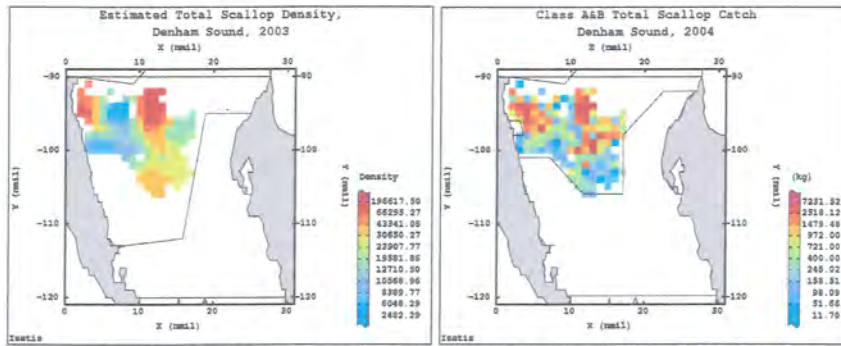 Estimated Total Scallop Density,
Denham Sound, 2003
X (nmil)
0 10 20 30
-90 -90
-100 -100
-110 -110
-120 -120
Y (nmil)
Y (nmil)
0 10 20 30
X (nmil)
Density
196617.50
66295.27
43341.05
30650.27
23907.77
19381.85
12710.50
10568.96
8389.77
6048.29
2482.29
Isatis
Class A&B Total Scallop Catch
Denham Sound, 2004
X (nmil)
0 10 20 30
-90 -90
-100 -100
-110 -110
-120 -120
Y (nmil)
Y (nmil)
0 10 20 30
X (nmil)
(kg)
7231.52
2518.12
1479.48
972.00
721.00
400.00
245.02
158.51
98.09
51.66
11.70
Isatis